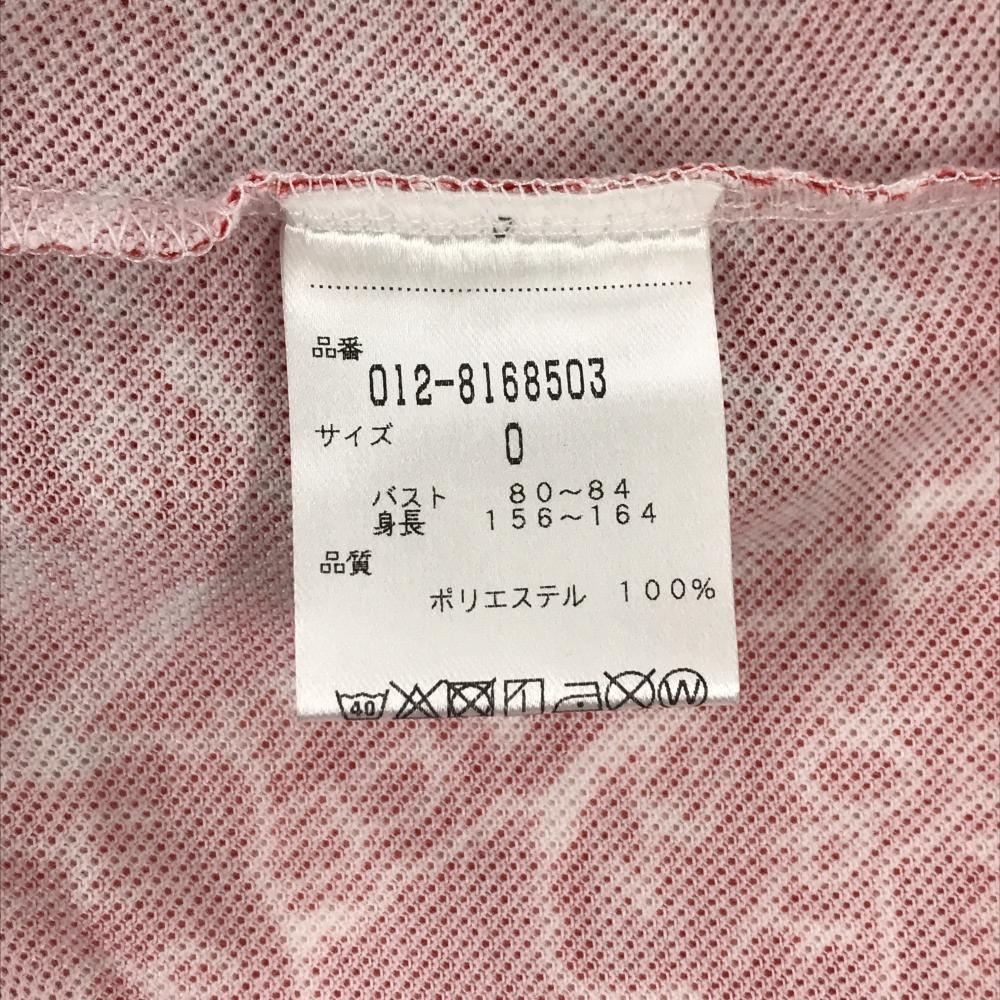 品番
012-8168503
サイズ 0
バスト 80~84
身長 156~164
品質
ポリエステル 100%
40 W